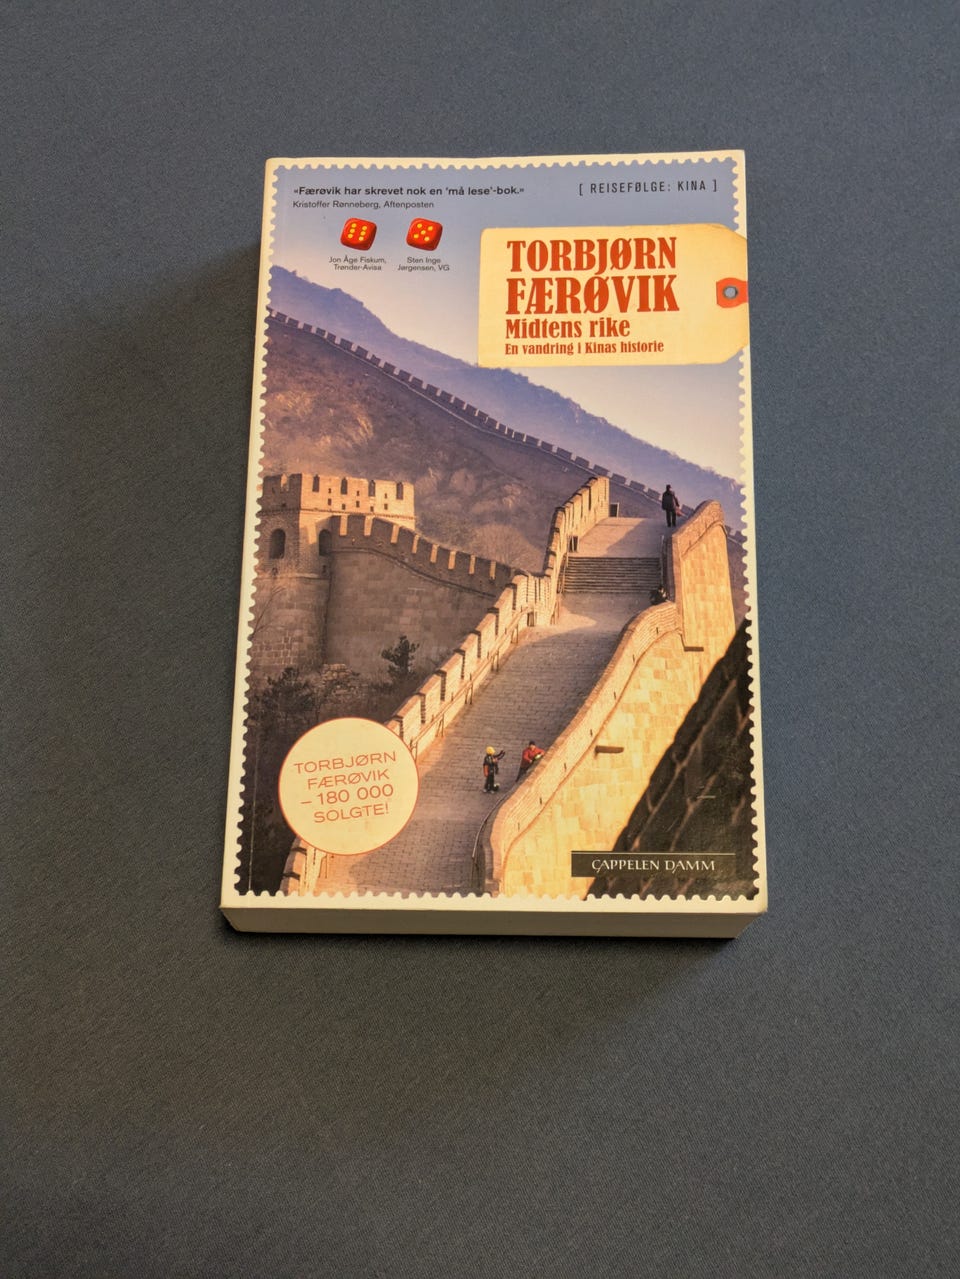 «Færøvik har skrevet nok en 'må lese'-bok.»
Kristoffer Rønneberg, Aftenposten
[ REISEFØLGE: KINA ]
Jon Åge Fiskum,
Trønder-Avisa
Sten Inge
Jørgensen, VG
TORBJØRN
FÆRØVIK
Midtens rike
En vandring i Kinas historie
TORBJØRN
FÆRØVIK
– 180 000
SOLGTE!
CAPPELEN DAMM